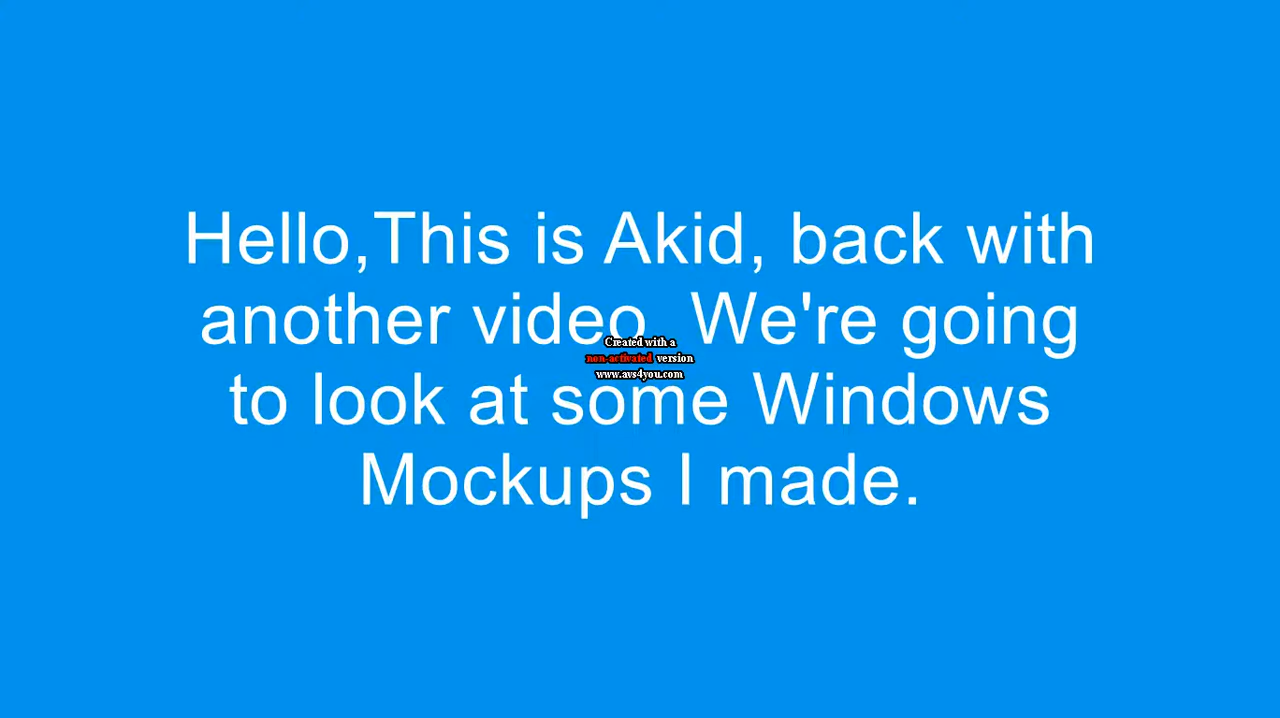 Hello,This is Akid, back with
another video. We're going
Created with a
non-activated version
www.avs4you.com
to look at some Windows
Mockups I made.